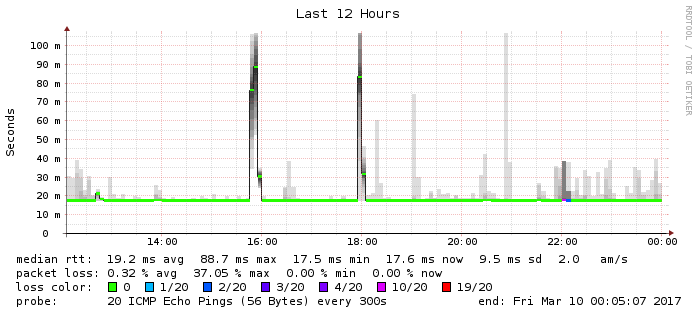 Last 12 Hours
RRDTOOL / TOBI OETIKER
Seconds
100 m
90 m
80 m
70 m
60 m
50 m
40 m
30 m
20 m
10 m
0
14:00 16:00 18:00 20:00 22:00 00:00
median rtt: 19.2 ms avg 88.7 ms max 17.5 ms min 17.6 ms now 9.5 ms sd 2.0 am/s
packet loss: 0.32 % avg 37.05 % max 0.00 % min 0.00 % now
loss color: 0 1/20 2/20 3/20 4/20 10/20 19/20
probe: 20 ICMP Echo Pings (56 Bytes) every 300s end: Fri Mar 10 00:05:07 2017